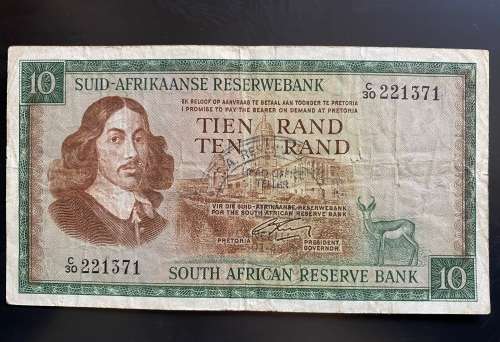 10
SUID-AFRIKAANSE RESERWEBANK
EK BELOOF OP AANVRAAG TE BETAAL AAN TOONDER TE PRETORIA
I PROMISE TO PAY THE BEARER ON DEMAND AT PRETORIA
C/30 221371
TIEN RAND
TEN RAND
VIR DIE SUID-AFRIKAANSE RESERWEBANK
FOR THE SOUTH AFRICAN RESERVE BANK
PRETORIA
PRESIDENT
GOVERNOR.
C/30 221371
SOUTH AFRICAN RESERVE BANK
10